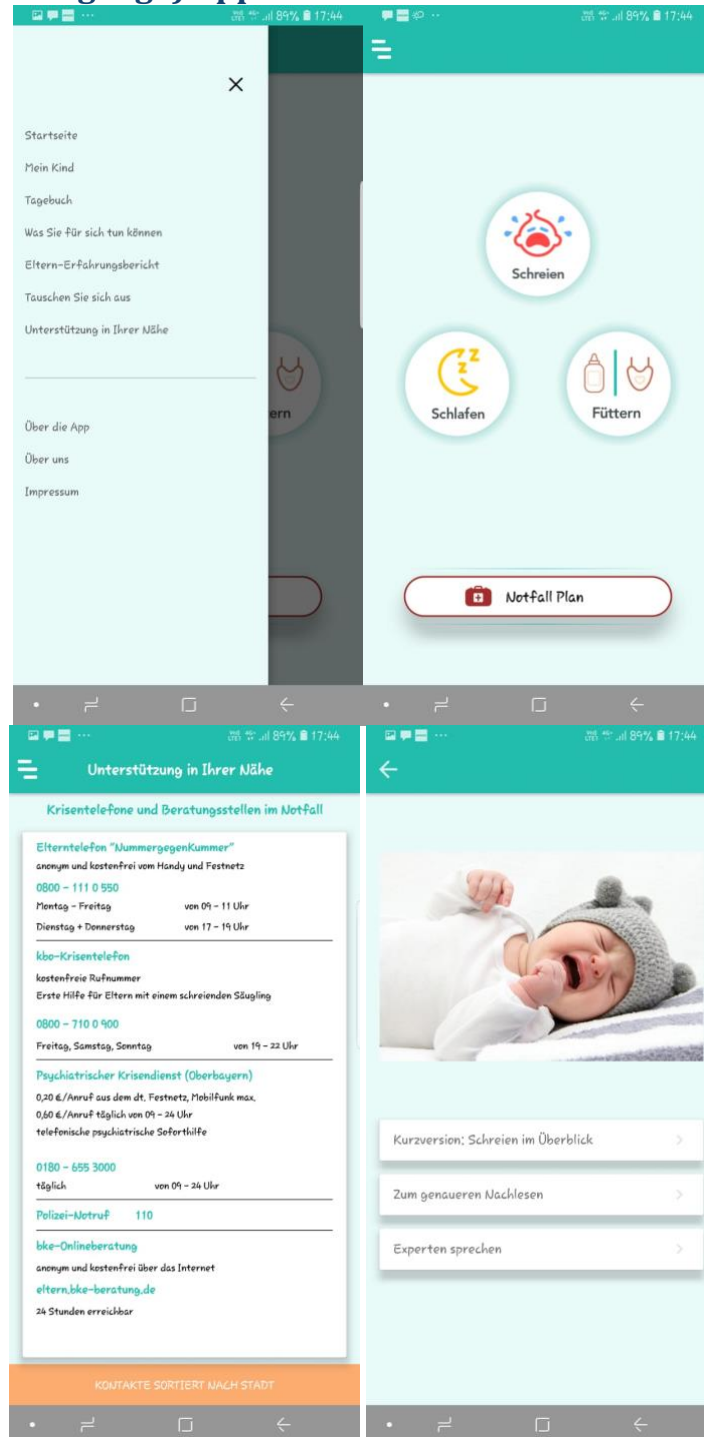 89% 17:44
Startseite
Mein Kind
Tagebuch
Was Sie für sich tun können
Eltern-Erfahrungsbericht
Tauschen Sie sich aus
Unterstützung in Ihrer Nähe
Über die App
Über uns
Impressum
ern
89% 17:44
Schreien
Schlafen
Füttern
Notfall Plan
89% 17:44
Unterstützung in Ihrer Nähe
Krisentelefone und Beratungsstellen im Notfall
Elterntelefon "NummergegenKummer"
anonym und kostenfrei vom Handy und Festnetz
0800 - 111 0 550
Montag - Freitag von 09 - 11 Uhr
Dienstag + Donnerstag von 17 - 19 Uhr
kbo-Krisentelefon
kostenfreie Rufnummer
Erste Hilfe für Eltern mit einem schreienden Säugling
0800 - 710 0 900
Freitag, Samstag, Sonntag von 19 - 22 Uhr
Psychiatrischer Krisendienst (Oberbayern)
0,20 €/Anruf aus dem dt. Festnetz, Mobilfunk max.
0,60 €/Anruf täglich von 09 - 24 Uhr
telefonische psychiatrische Soforthilfe
0180 - 655 3000
täglich von 09 - 24 Uhr
Polizei-Notruf 110
bke-Onlineberatung
anonym und kostenfrei über das Internet
eltern.bke-beratung.de
24 Stunden erreichbar
KONTAKTE SORTIERT NACH STADT
89% 17:44
Kurzversion: Schreien im Überblick
Zum genaueren Nachlesen
Experten sprechen